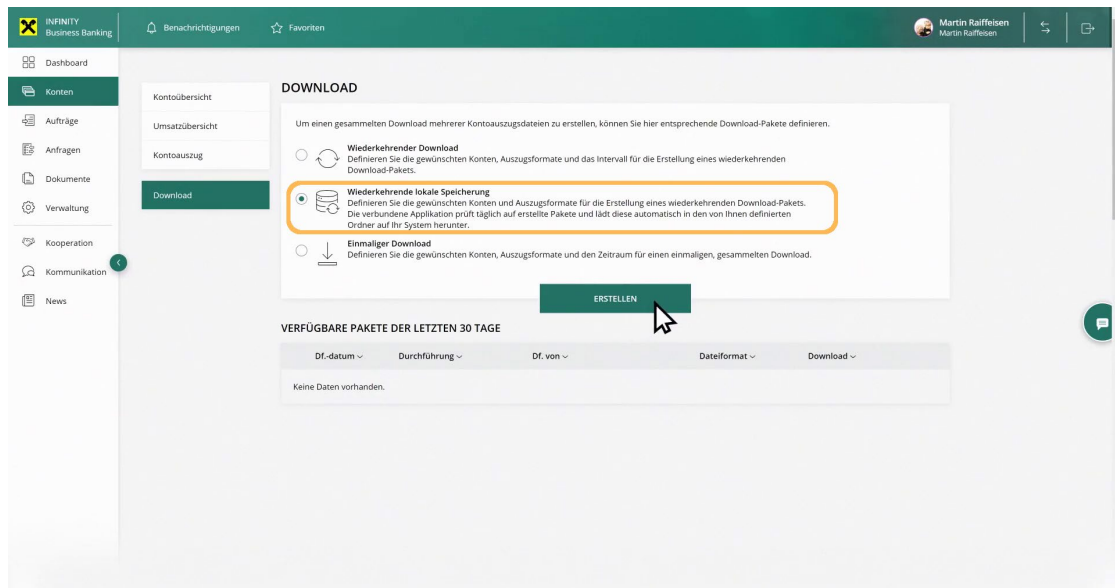 INFINITY
Business Banking
Benachrichtigungen
Favoriten
Martin Raiffeisen
Martin Raiffeisen
Dashboard
Konten
Aufträge
Anfragen
Dokumente
Verwaltung
Kooperation
Kommunikation
News
Kontoübersicht
Umsatzübersicht
Kontoauszug
Download
DOWNLOAD
Um einen gesammelten Download mehrerer Kontoauszugsdateien zu erstellen, können Sie hier entsprechende Download-Pakete definieren.
Wiederkehrender Download
Definieren Sie die gewünschten Konten, Auszugsformate und das Intervall für die Erstellung eines wiederkehrenden
Download-Pakets.
Wiederkehrende lokale Speicherung
Definieren Sie die gewünschten Konten und Auszugsformate für die Erstellung eines wiederkehrenden Download-Pakets.
Die verbundene Applikation prüft täglich auf erstellte Pakete und lädt diese automatisch in den von Ihnen definierten
Ordner auf Ihr System herunter.
Einmaliger Download
Definieren Sie die gewünschten Konten, Auszugsformate und den Zeitraum für einen einmaligen, gesammelten Download.
ERSTELLEN
VERFÜGBARE PAKETE DER LETZTEN 30 TAGE
Df.-datum Durchführung Df. von Dateiformat Download
Keine Daten vorhanden.